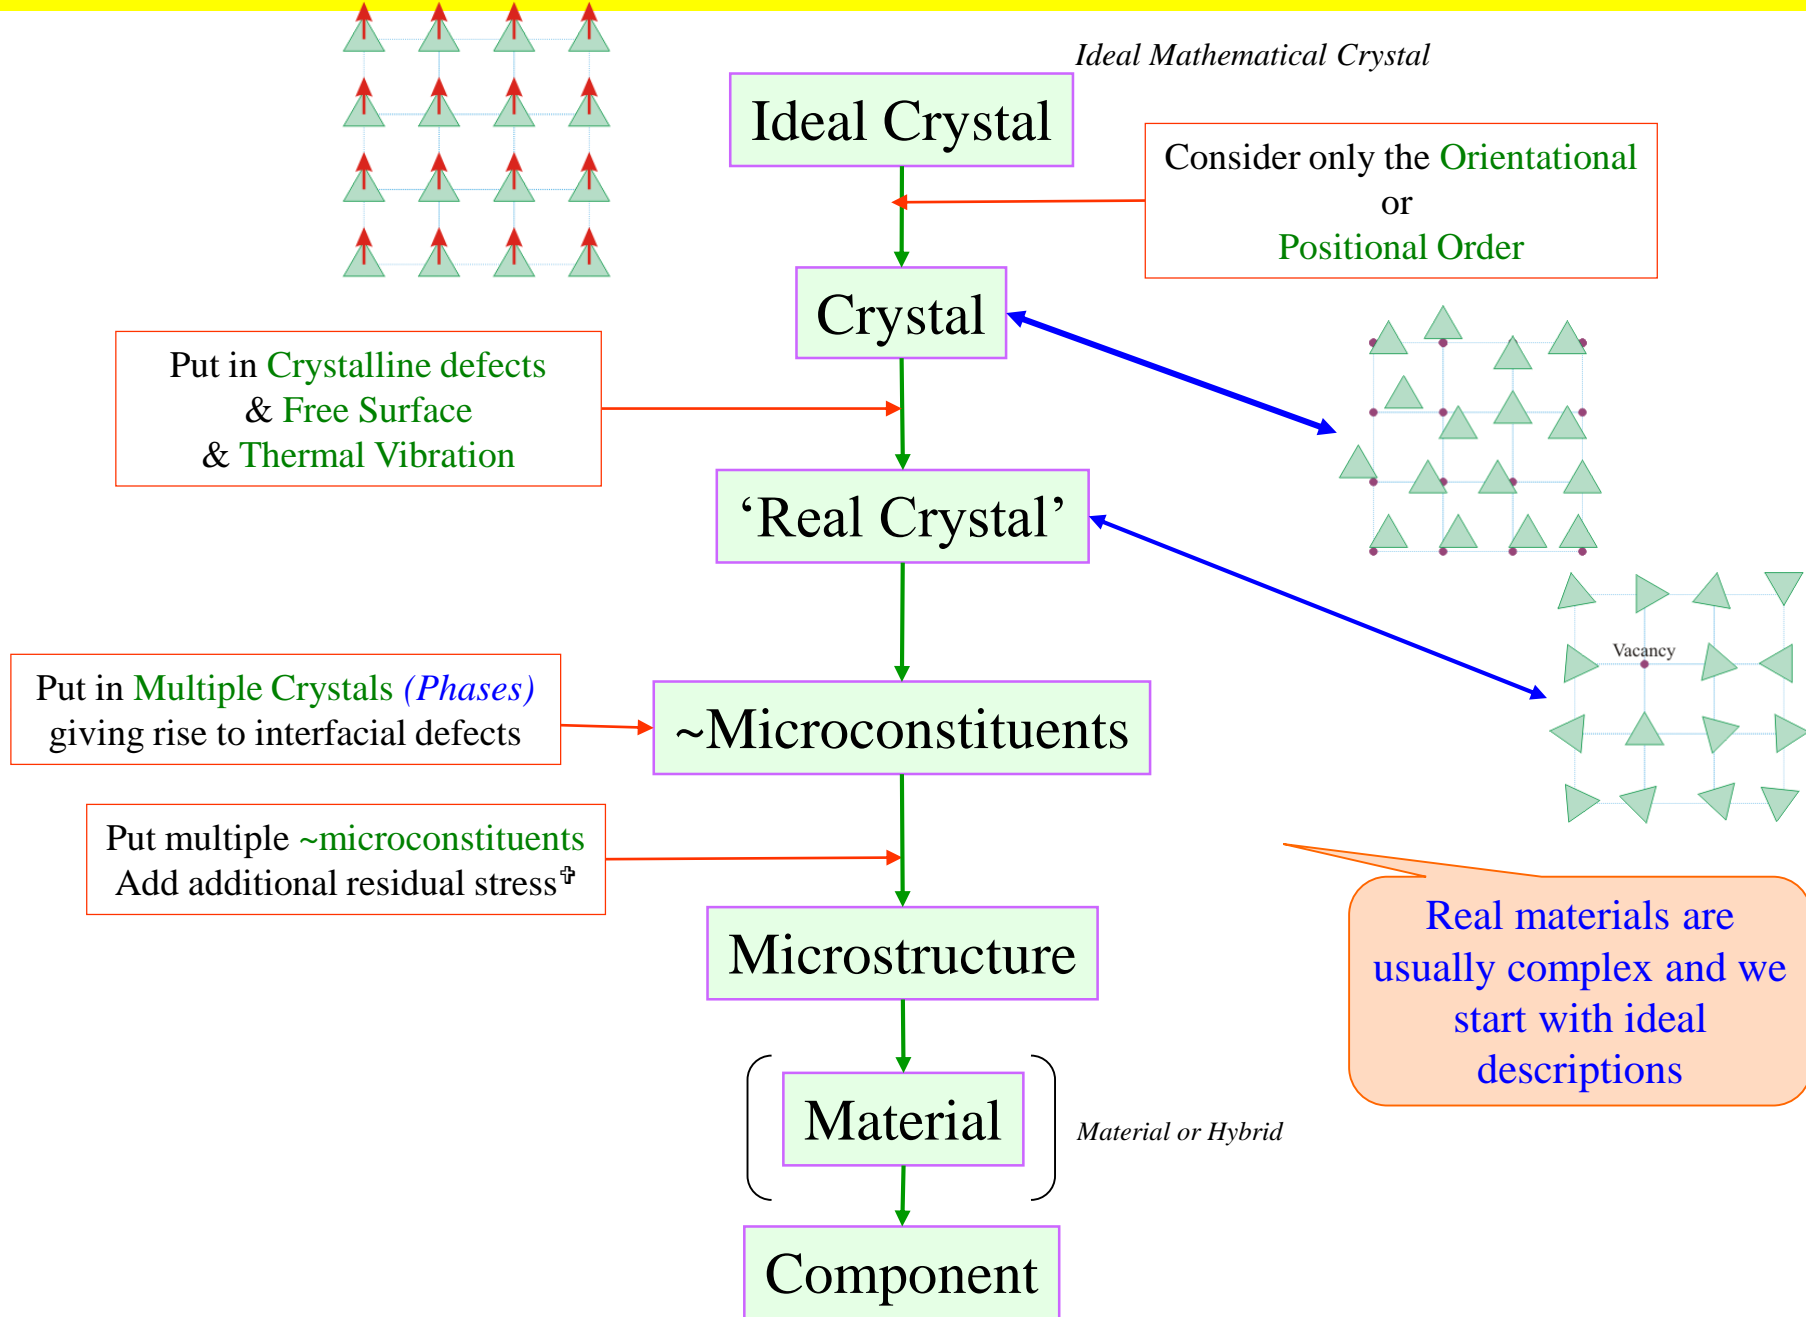 Ideal Mathematical Crystal
Ideal Crystal
Consider only the Orientational
or
Positional Order
Crystal
Put in Crystalline defects
& Free Surface
& Thermal Vibration
‘Real Crystal’
Vacancy
Put in Multiple Crystals (Phases)
giving rise to interfacial defects
~Microconstituents
Put multiple ~microconstituents
Add additional residual stress✞
Real materials are
usually complex and we
start with ideal
descriptions
Microstructure
Material
Material or Hybrid
Component